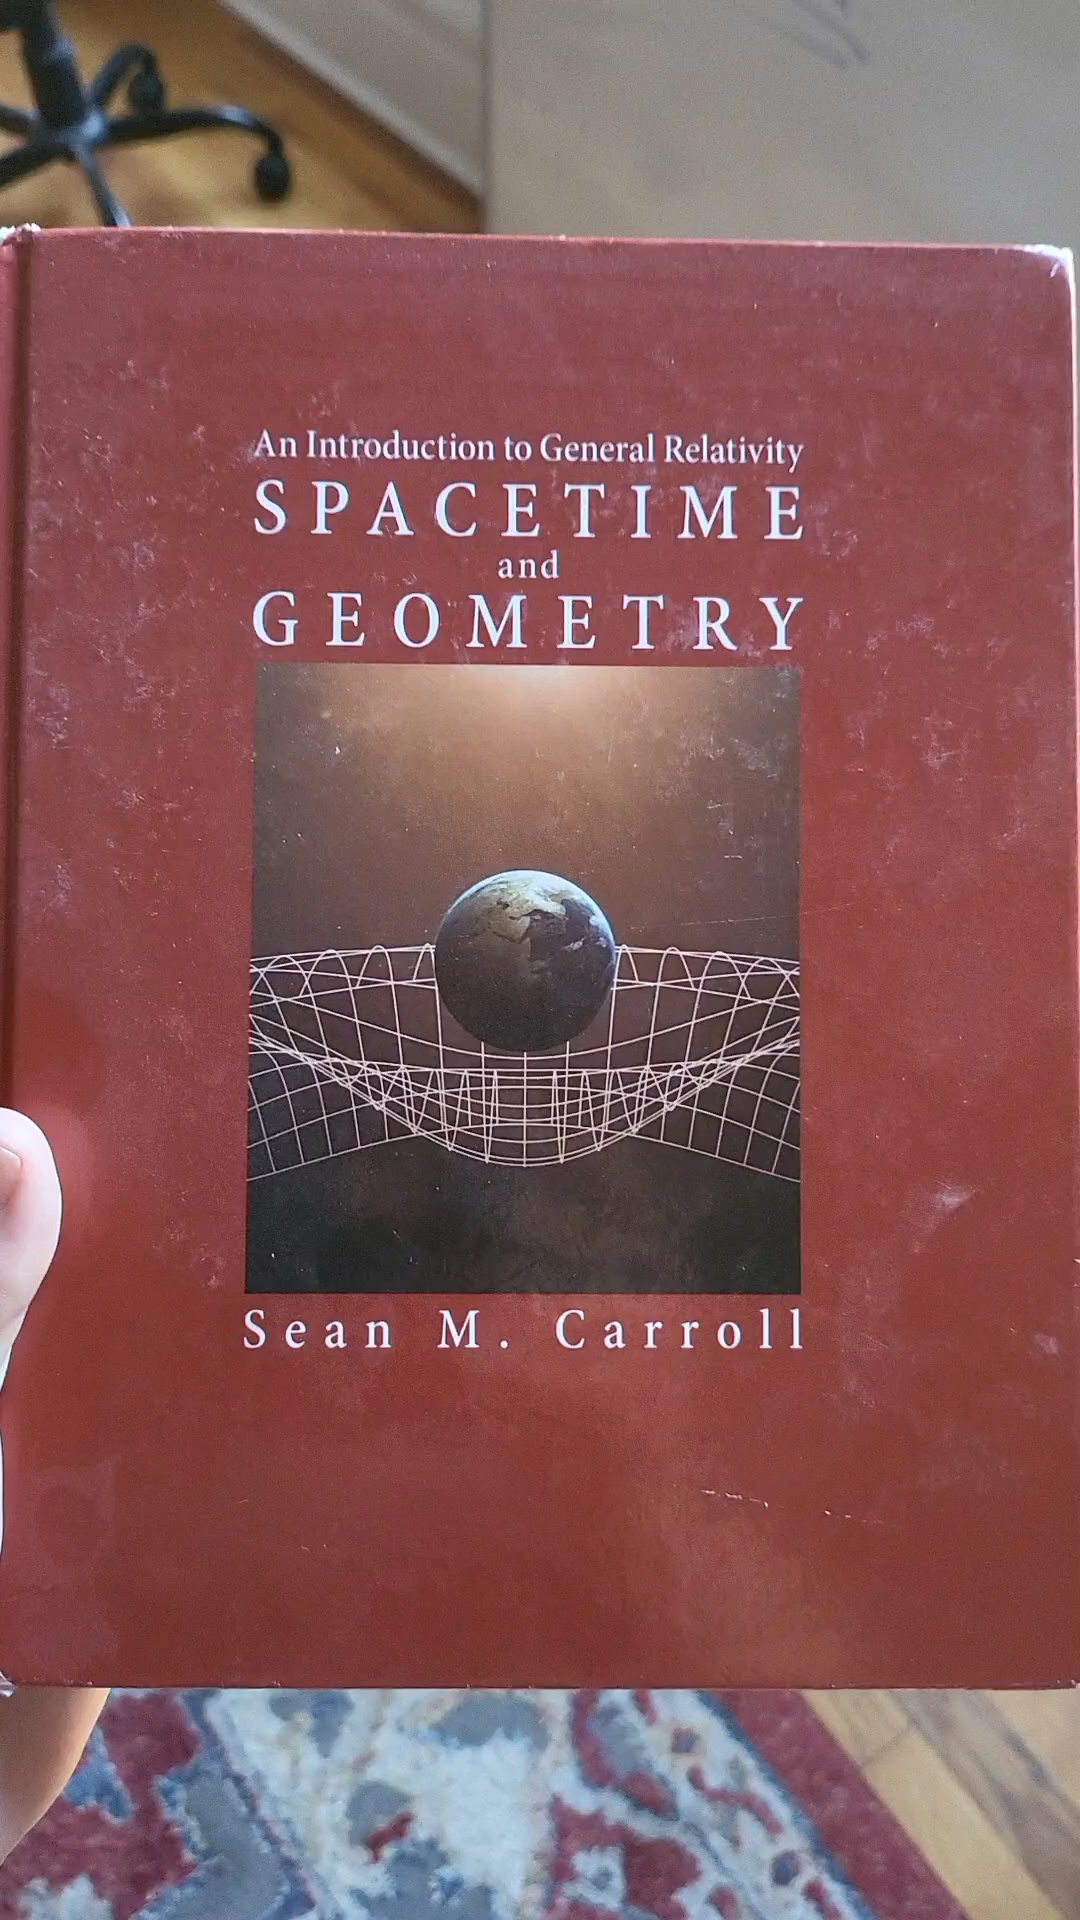 An Introduction to General Relativity
SPACETIME
and
GEOMETRY
Sean M. Carroll